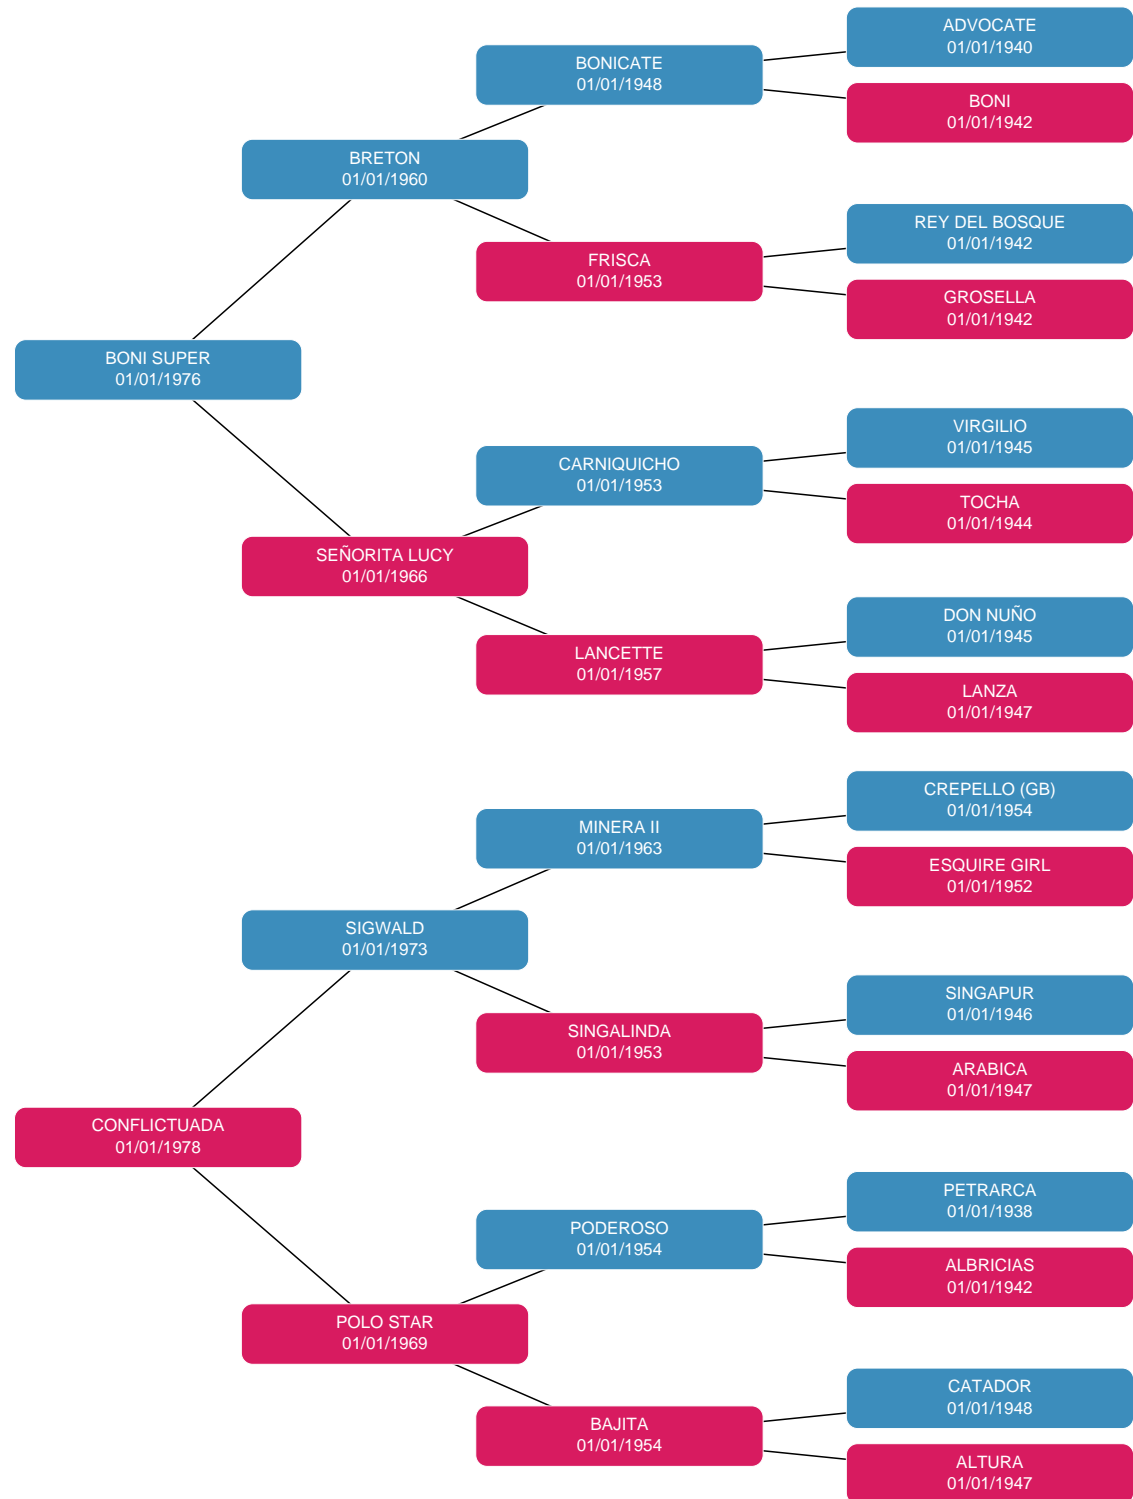 ADVOCATE
01/01/1940
BONICATE
01/01/1948
BONI
01/01/1942
BRETON
01/01/1960
REY DEL BOSQUE
01/01/1942
FRISCA
01/01/1953
GROSELLA
01/01/1942
BONI SUPER
01/01/1976
VIRGILIO
01/01/1945
CARNIQUICHO
01/01/1953
TOCHA
01/01/1944
SEÑORITA LUCY
01/01/1966
DON NUÑO
01/01/1945
LANCETTE
01/01/1957
LANZA
01/01/1947
CREPELLO (GB)
01/01/1954
MINERA II
01/01/1963
ESQUIRE GIRL
01/01/1952
SIGWALD
01/01/1973
SINGAPUR
01/01/1946
SINGALINDA
01/01/1953
ARABICA
01/01/1947
CONFLICTUADA
01/01/1978
PETRARCA
01/01/1938
PODEROSO
01/01/1954
ALBRICIAS
01/01/1942
POLO STAR
01/01/1969
CATADOR
01/01/1948
BAJITA
01/01/1954
ALTURA
01/01/1947